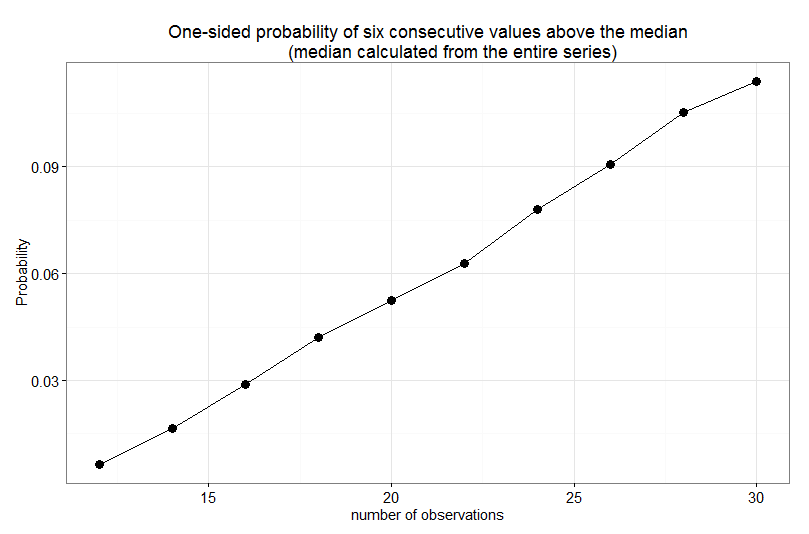 One-sided probability of six consecutive values above the median
(median calculated from the entire series)
Probability
0.09
0.06
0.03
15 20 25 30
number of observations